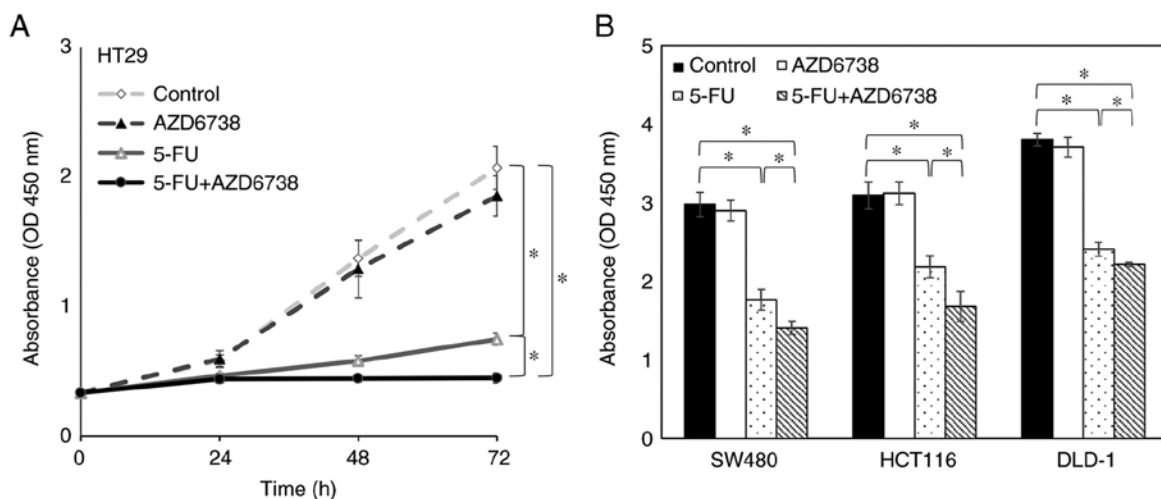 A
HT29
Control
AZD6738
5-FU
5-FU+AZD6738
3
2
1
0
Absorbance (OD 450 nm)
0 24 48 72
Time (h)
*
*
*
B
Control AZD6738
5-FU 5-FU+AZD6738
5
4
3
2
1
0
Absorbance (OD 450 nm)
*
* *
*
* *
*
* *
SW480 HCT116 DLD-1